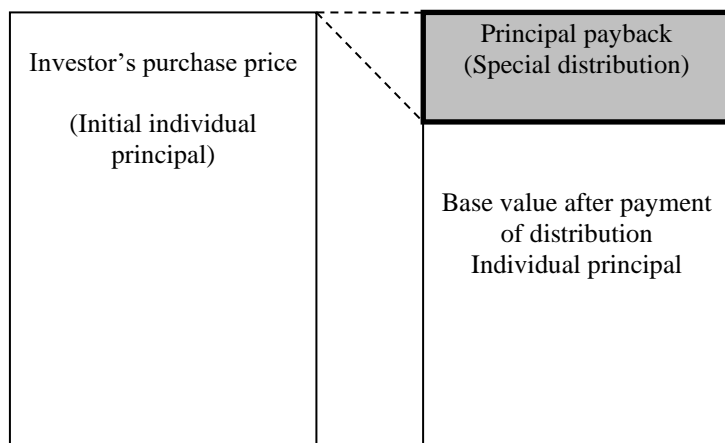 Investor’s purchase price
(Initial individual
principal)
Principal payback
(Special distribution)
Base value after payment
of distribution
Individual principal